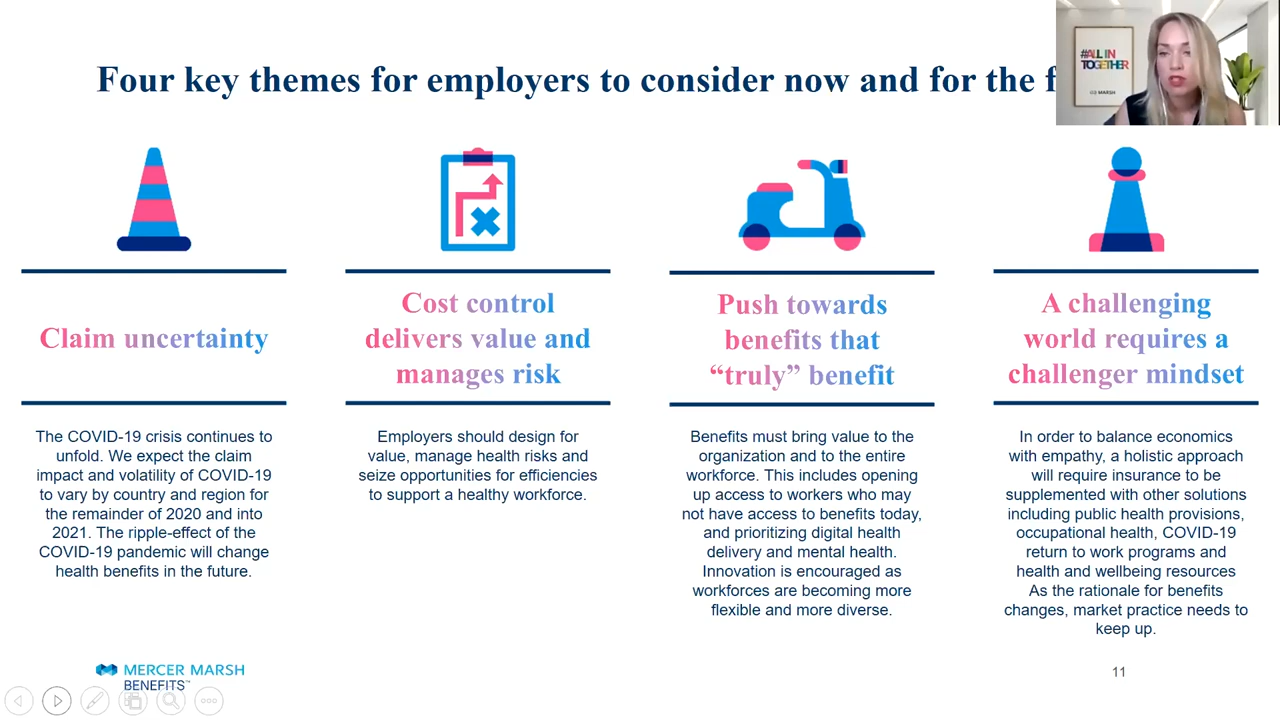 Four key themes for employers to consider now and for the f
#ALL IN
TOGETHER
MARSH
Claim uncertainty
The COVID-19 crisis continues to
unfold. We expect the claim
impact and volatility of COVID-19
to vary by country and region for
the remainder of 2020 and into
2021. The ripple-effect of the
COVID-19 pandemic will change
health benefits in the future.
Cost control
delivers value and
manages risk
Employers should design for
value, manage health risks and
seize opportunities for efficiencies
to support a healthy workforce.
Push towards
benefits that
“truly” benefit
Benefits must bring value to the
organization and to the entire
workforce. This includes opening
up access to workers who may
not have access to benefits today,
and prioritizing digital health
delivery and mental health.
Innovation is encouraged as
workforces are becoming more
flexible and more diverse.
A challenging
world requires a
challenger mindset
In order to balance economics
with empathy, a holistic approach
will require insurance to be
supplemented with other solutions
including public health provisions,
occupational health, COVID-19
return to work programs and
health and wellbeing resources
As the rationale for benefits
changes, market practice needs to
keep up.
MERCER MARSH
BENEFITS™
11